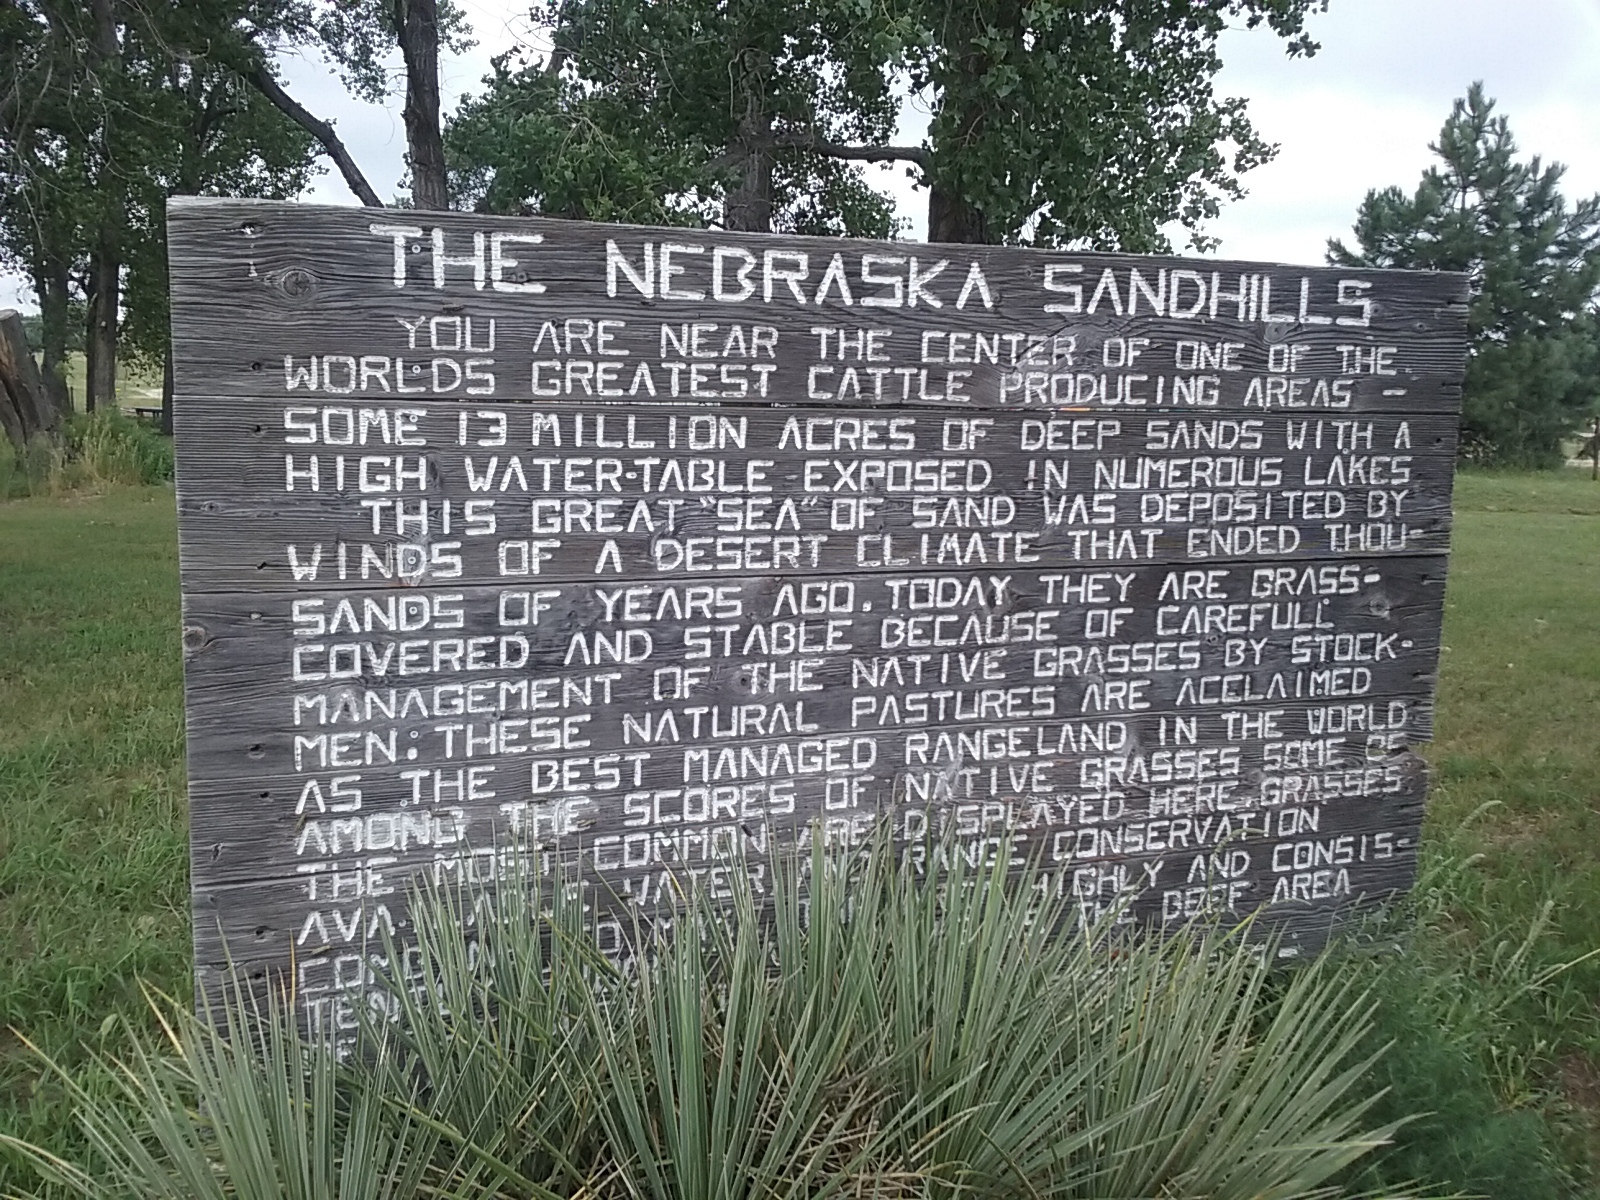 THE NEBRASKA SANDHILLS
YOU ARE NEAR THE CENTER OF ONE OF THE
WORLDS GREATEST CATTLE PRODUCING AREAS -
SOME 13 MILLION ACRES OF DEEP SANDS WITH A
HIGH WATER-TABLE EXPOSED IN NUMEROUS LAKES
THIS GREAT "SEA" OF SAND WAS DEPOSITED BY
WINDS OF A DESERT CLIMATE THAT ENDED THOU-
SANDS OF YEARS AGO. TODAY THEY ARE GRASS-
COVERED AND STABLE BECAUSE OF CAREFULL
MANAGEMENT OF THE NATIVE GRASSES BY STOCK-
MEN. THESE NATURAL PASTURES ARE ACCLAIMED
AS THE BEST MANAGED RANGELAND IN THE WORLD
AMONG THE SCORES OF NATIVE GRASSES SOME OF
THE MOST COMMON ARE DISPLAYED HERE. GRASSES
WATER AND RANGE CONSERVATION
HIGHLY AND CONSIS-
THE BEEF AREA